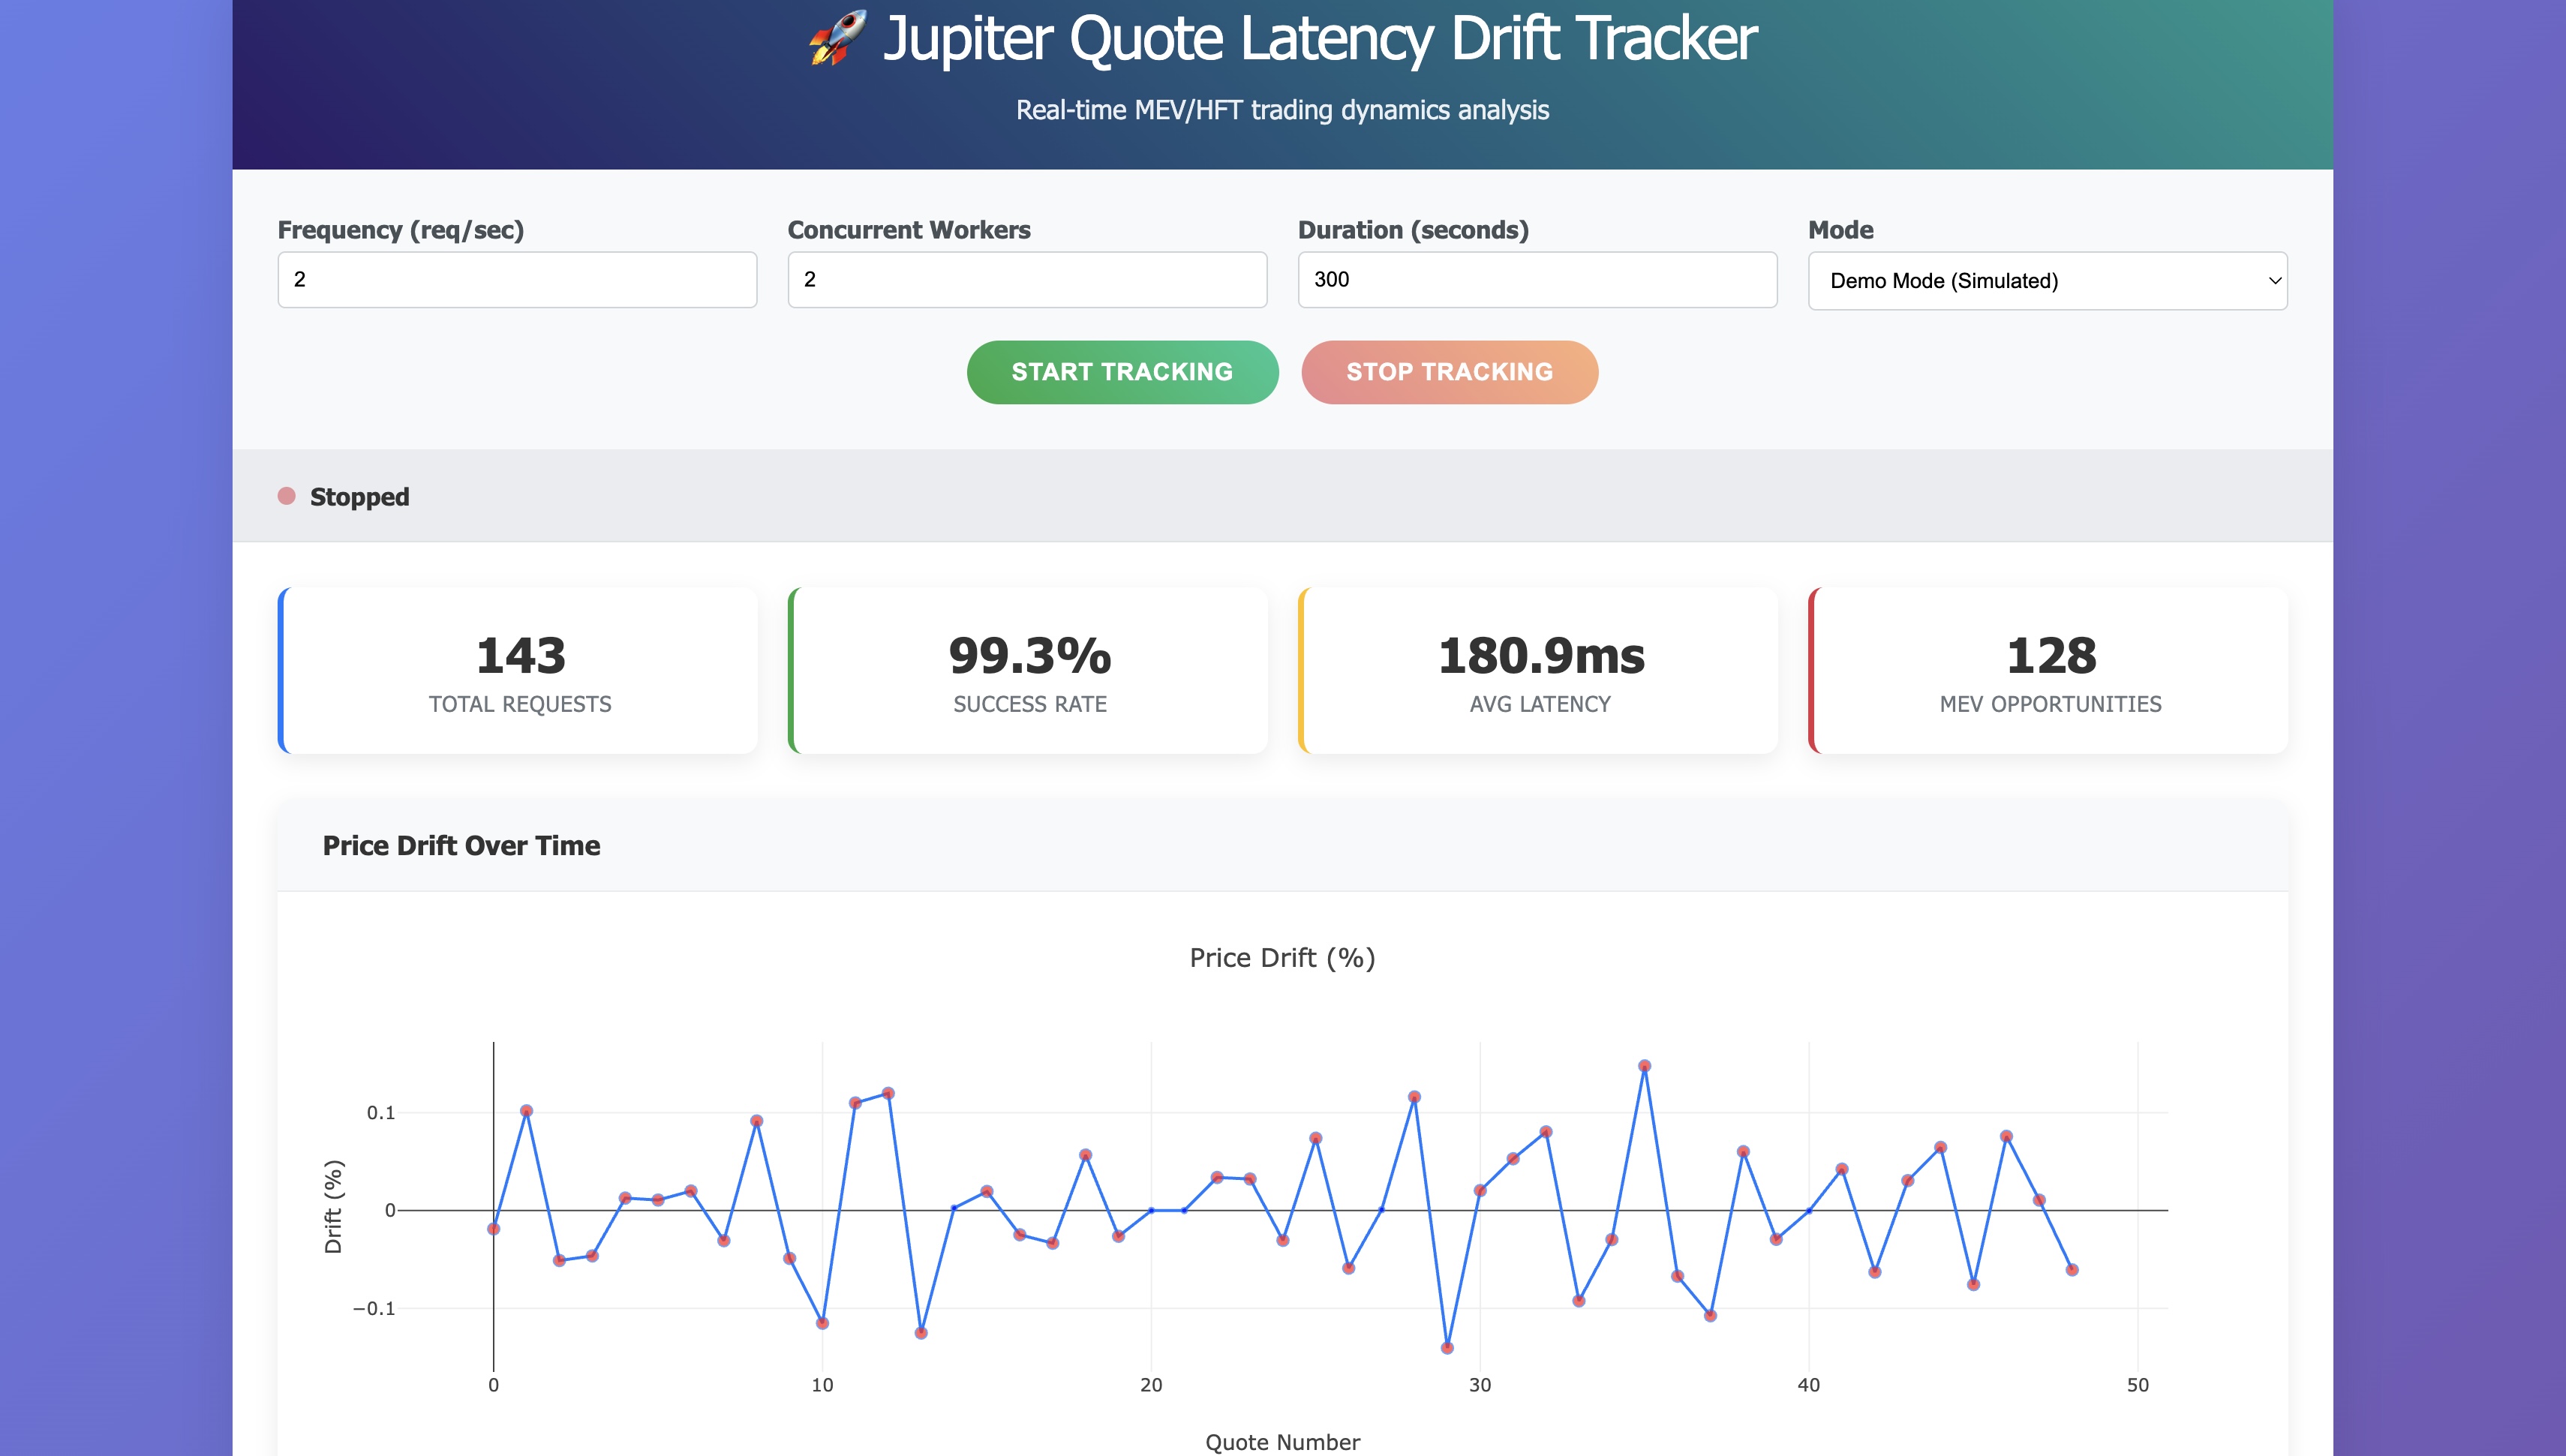 🚀 Jupiter Quote Latency Drift Tracker
Real-time MEV/HFT trading dynamics analysis
Frequency (req/sec)
2
Concurrent Workers
2
Duration (seconds)
300
Mode
Demo Mode (Simulated)
START TRACKING
STOP TRACKING
Stopped
143
TOTAL REQUESTS
99.3%
SUCCESS RATE
180.9ms
AVG LATENCY
128
MEV OPPORTUNITIES
Price Drift Over Time
Price Drift (%)
Drift (%)
0.1
0
−0.1
0
10
20
30
40
50
Quote Number